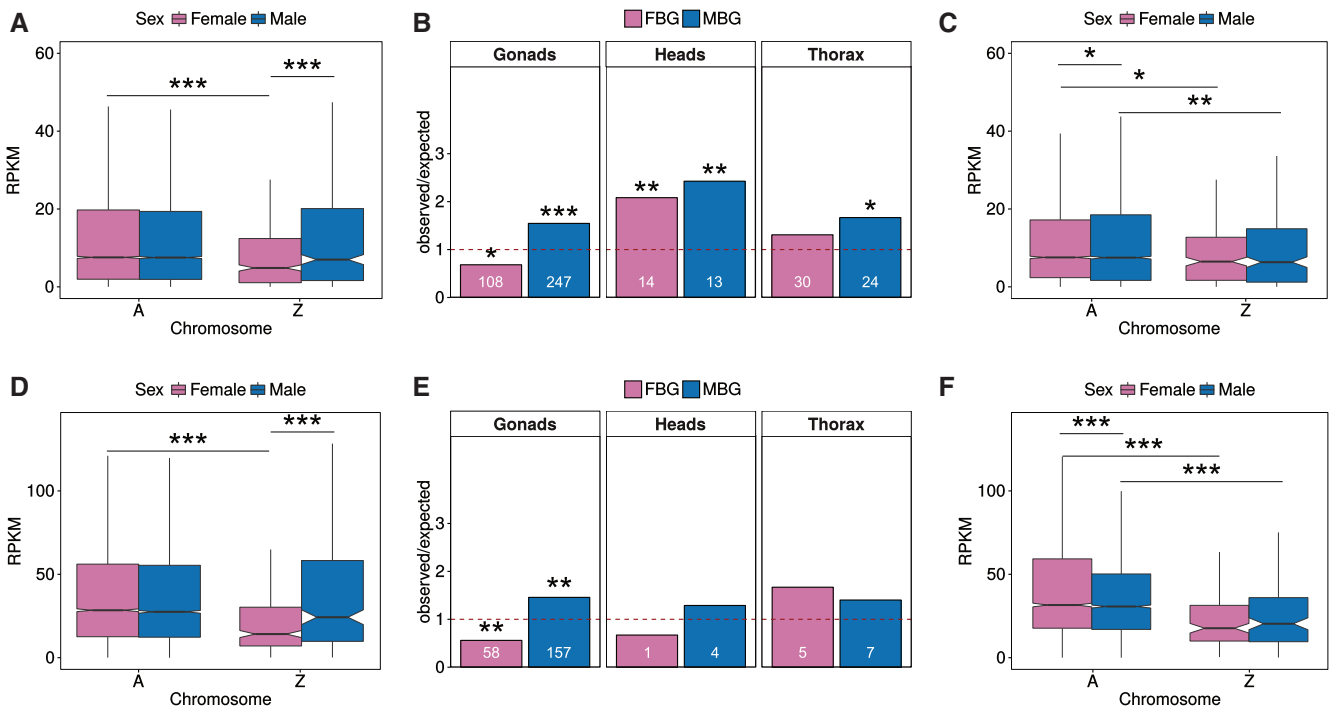 A
Sex Female Male
RPKM
60
40
20
0
***
***
A Z
Chromosome
B
FBG MBG
Gonads Heads Thorax
observed/expected
3
2
1
0
*
***
**
**
*
108 247 14 13 30 24
C
Sex Female Male
RPKM
60
40
20
0
*
*
**
A Z
Chromosome
D
Sex Female Male
RPKM
100
50
0
***
***
A Z
Chromosome
E
FBG MBG
Gonads Heads Thorax
observed/expected
3
2
1
0
**
**
58 157 1 4 5 7
F
Sex Female Male
RPKM
100
50
0
***
***
***
A Z
Chromosome